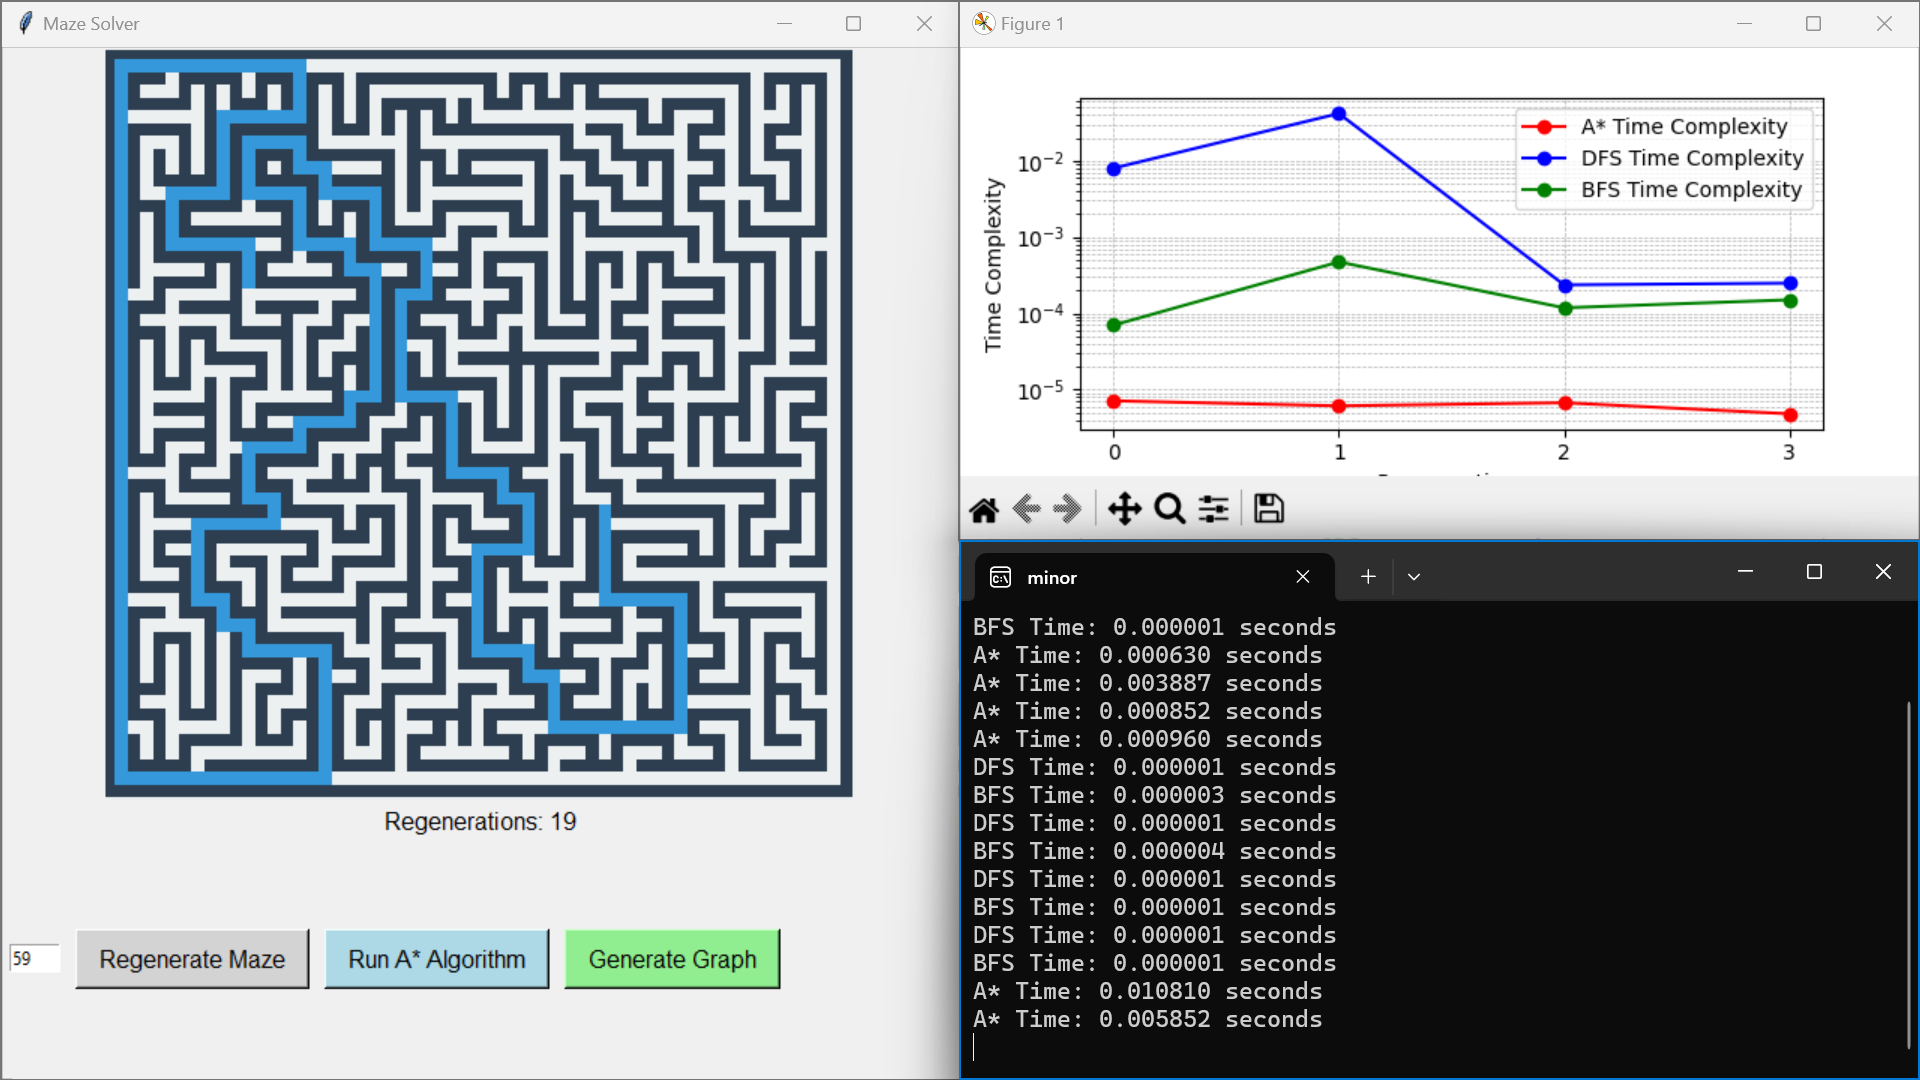 Maze Solver
Regenerations: 19
59
Regenerate Maze
Run A* Algorithm
Generate Graph
Figure 1
Time Complexity
10⁻²
10⁻³
10⁻⁴
10⁻⁵
A* Time Complexity
DFS Time Complexity
BFS Time Complexity
0 1 2 3
minor
BFS Time: 0.000001 seconds
A* Time: 0.000630 seconds
A* Time: 0.003887 seconds
A* Time: 0.000852 seconds
A* Time: 0.000960 seconds
DFS Time: 0.000001 seconds
BFS Time: 0.000003 seconds
DFS Time: 0.000001 seconds
BFS Time: 0.000004 seconds
DFS Time: 0.000001 seconds
BFS Time: 0.000001 seconds
DFS Time: 0.000001 seconds
BFS Time: 0.000001 seconds
A* Time: 0.010810 seconds
A* Time: 0.005852 seconds